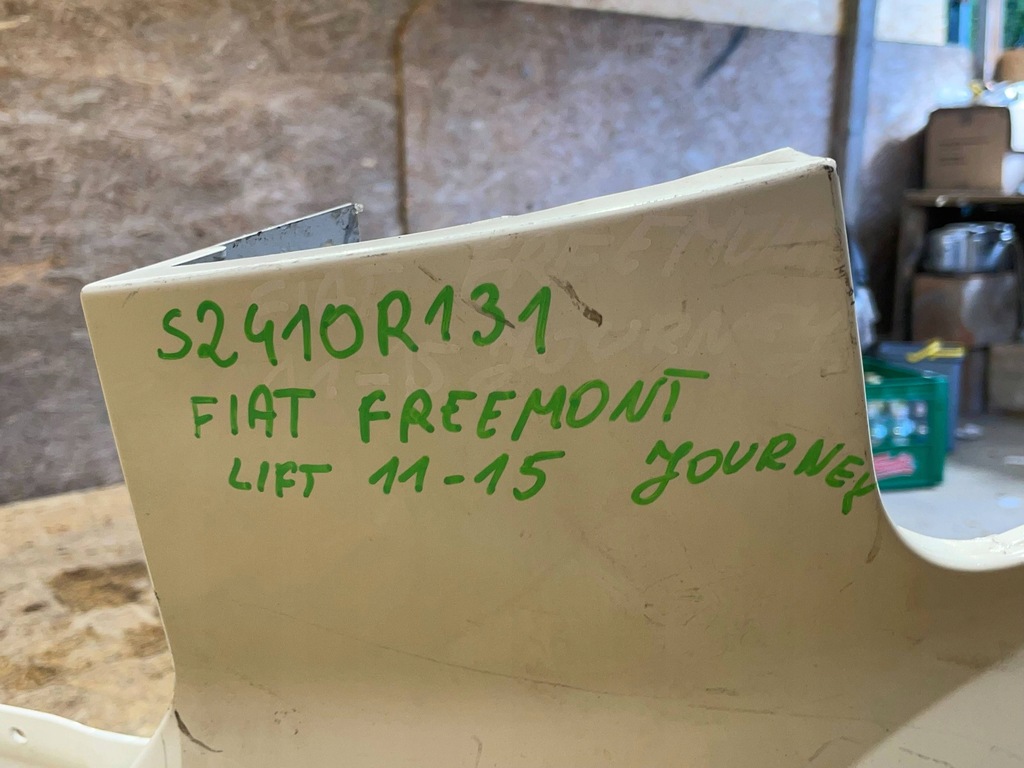 S2410R131
FIAT FREEMONT
LIFT 11-15 JOURNEY